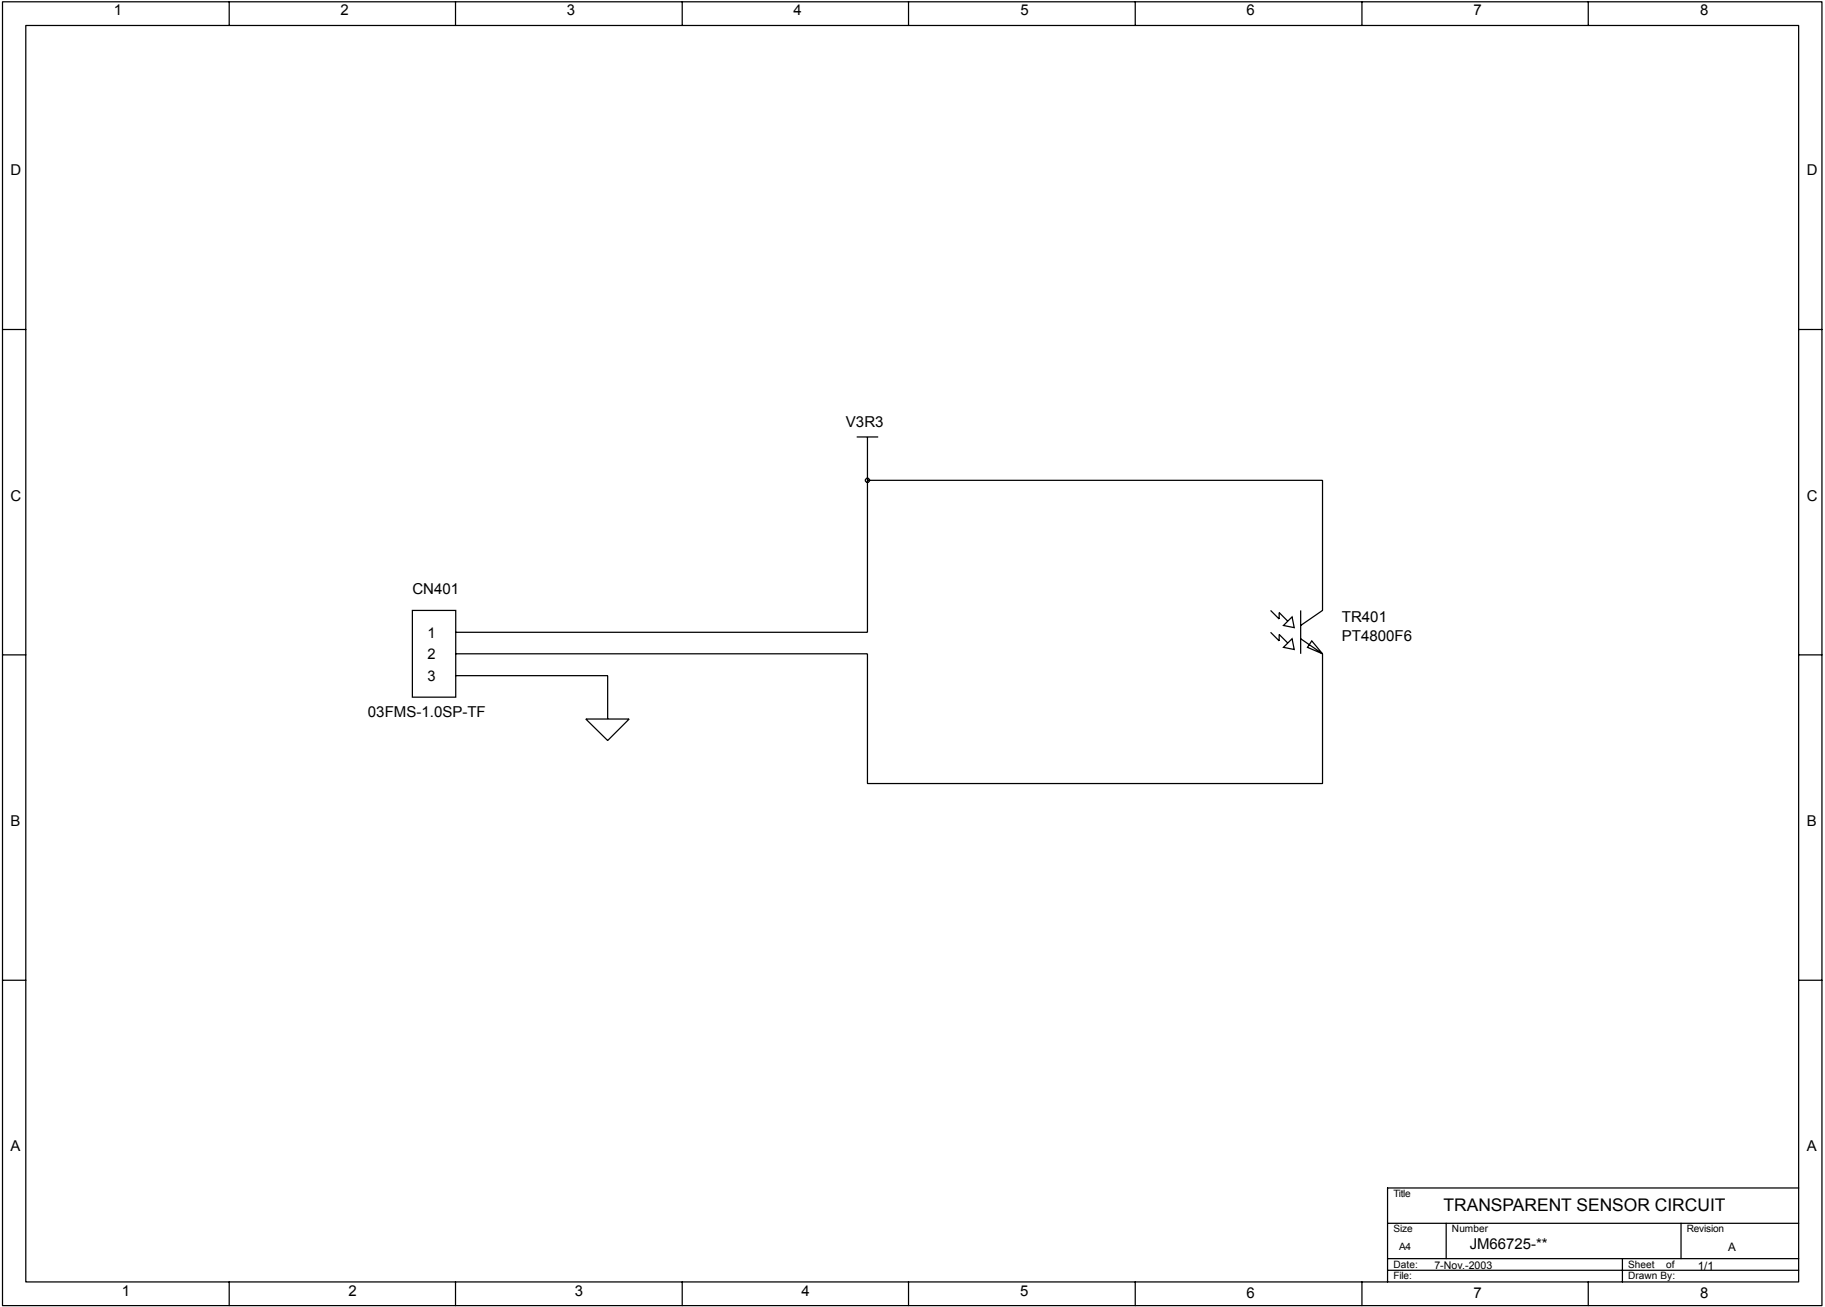 1 2 3 4 5 6 7 8
D D
V3R3
C C
CN401
1
2
3
TR401
PT4800F6
03FMS-1.0SP-TF
B B
A A
Title
TRANSPARENT SENSOR CIRCUIT
Size Number Revision
A4 JM66725-** A
Date: 7-Nov.-2003 Sheet of 1/1
File: Drawn By:
1 2 3 4 5 6 7 8